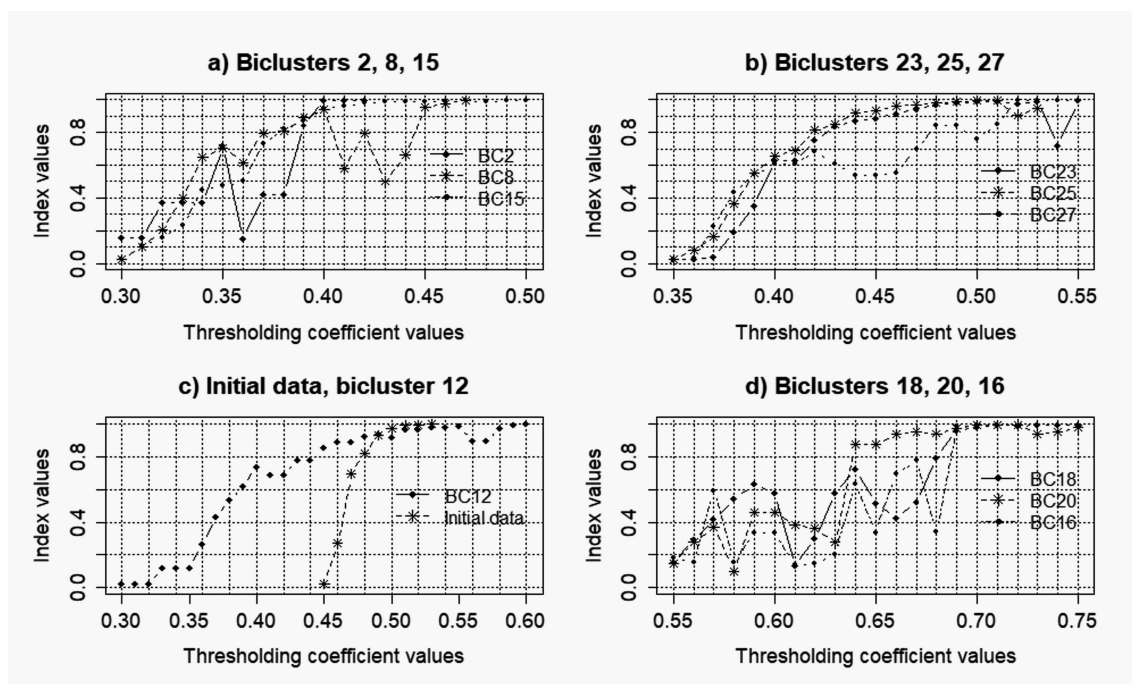 a) Biclusters 2, 8, 15
Index values
0.0 0.4 0.8
BC2
BC8
BC15
0.30 0.35 0.40 0.45 0.50
Thresholding coefficient values
b) Biclusters 23, 25, 27
Index values
0.0 0.4 0.8
BC23
BC25
BC27
0.35 0.40 0.45 0.50 0.55
Thresholding coefficient values
c) Initial data, bicluster 12
Index values
0.0 0.4 0.8
BC12
Initial data
0.30 0.35 0.40 0.45 0.50 0.55 0.60
Thresholding coefficient values
d) Biclusters 18, 20, 16
Index values
0.0 0.4 0.8
BC18
BC20
BC16
0.55 0.60 0.65 0.70 0.75
Thresholding coefficient values